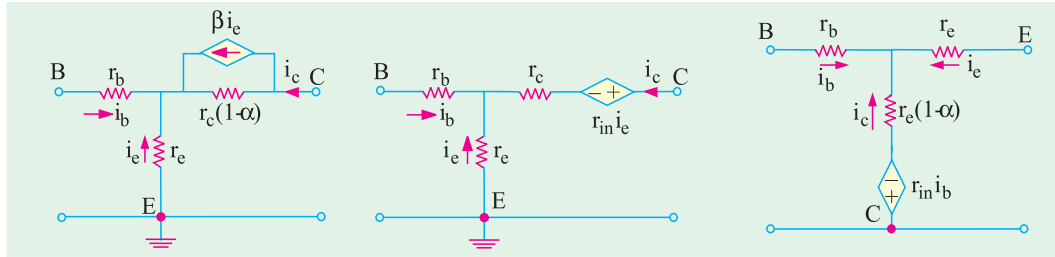 βi_e
B r_b i_c C
i_b r_c(1-α)
i_e r_e
E
B r_b r_c i_c C
i_b − + r_in i_e
i_e r_e
E
B r_b r_e E
i_b i_e
i_c r_e(1-α)
− + r_in i_b
C